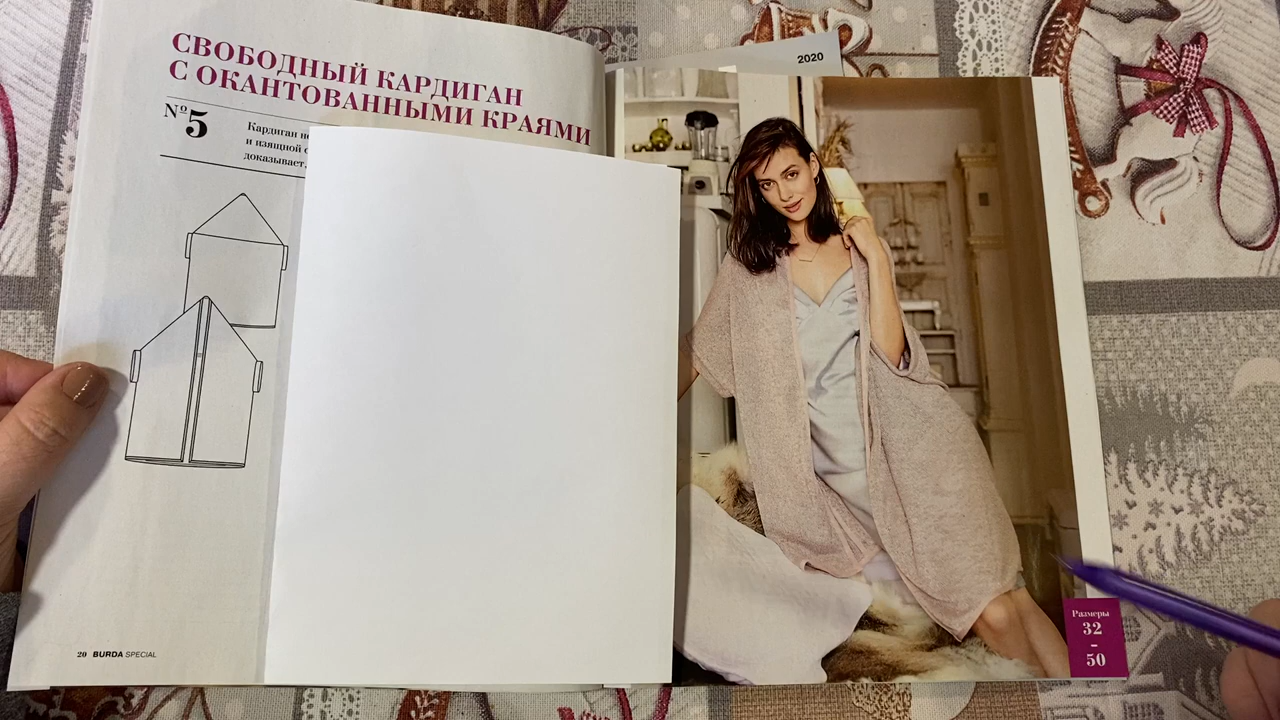 СВОБОДНЫЙ КАРДИГАН
С ОКАНТОВАННЫМИ КРАЯМИ
№5
Кардиган
и изящной
доказывает,
20 BURDA SPECIAL
2020
Размеры
32
-
50